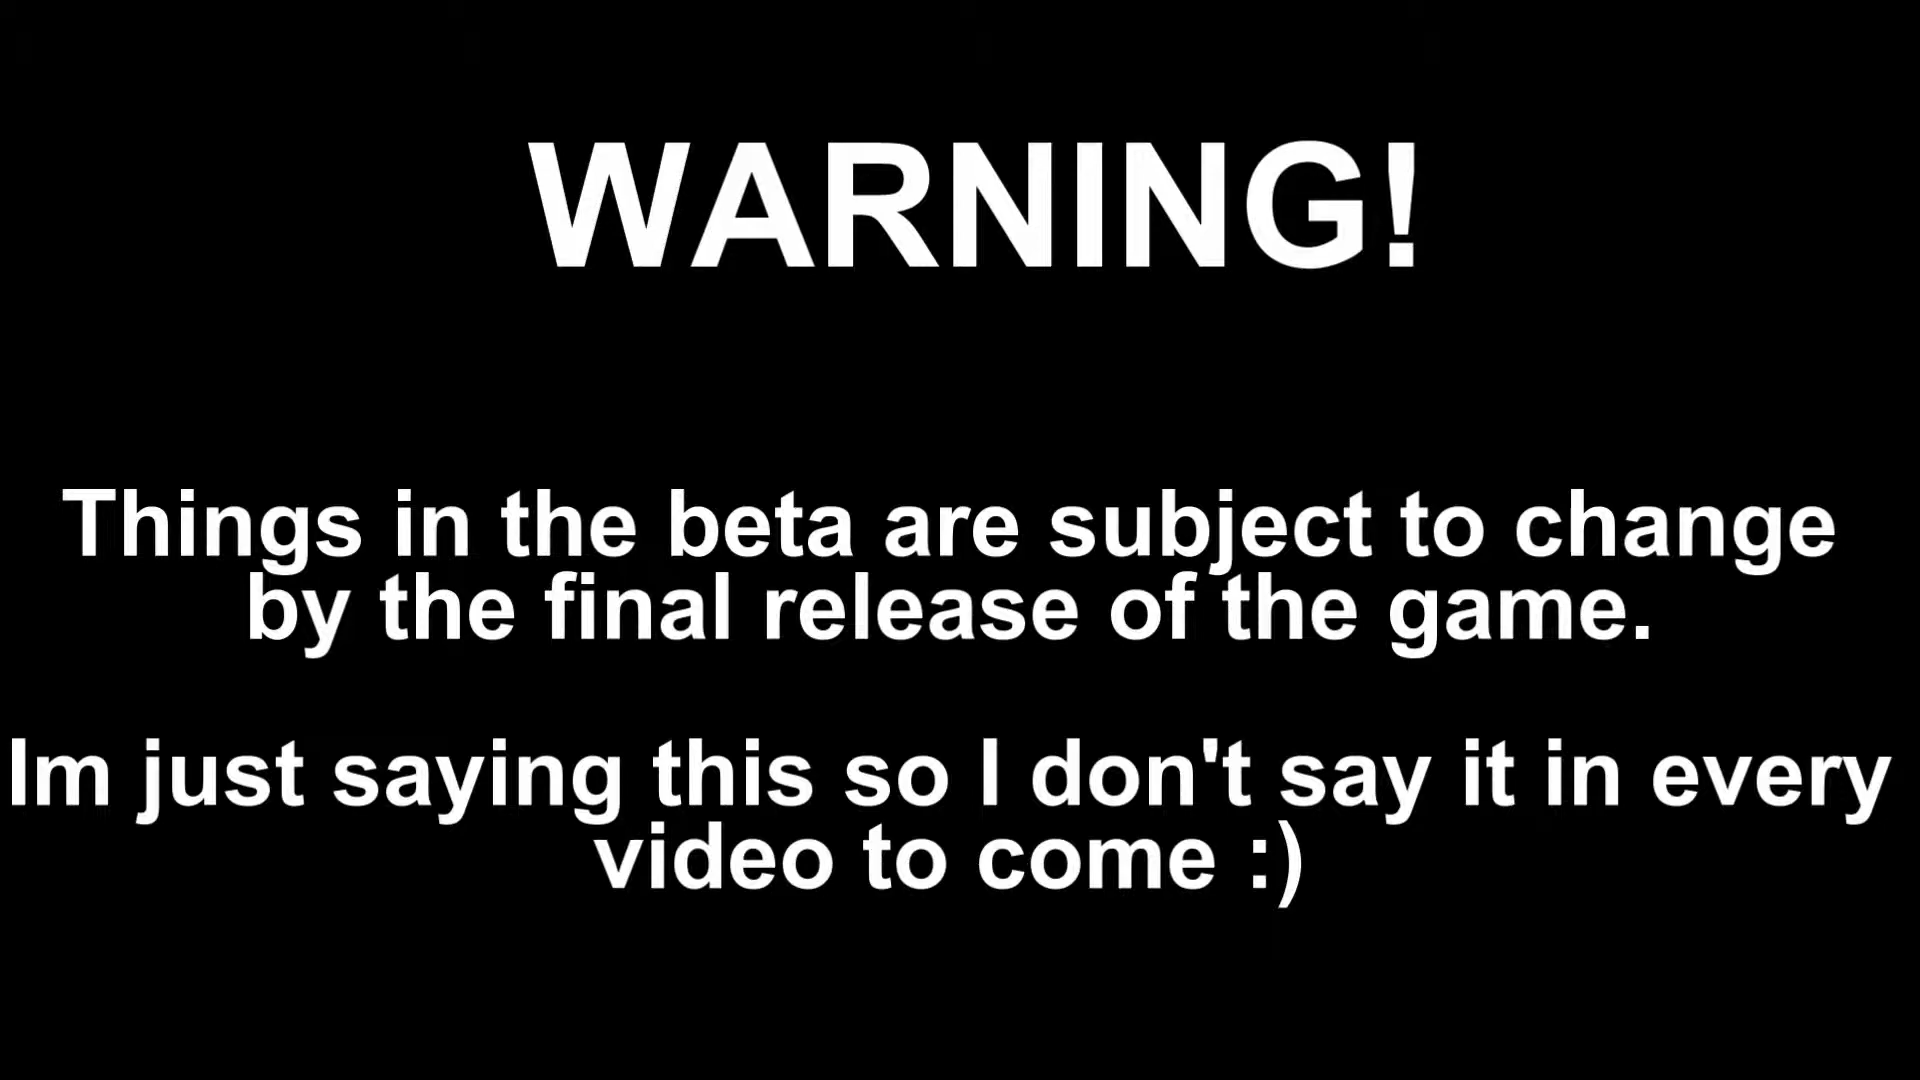 WARNING!
Things in the beta are subject to change
by the final release of the game.
Im just saying this so I don't say it in every
video to come :)